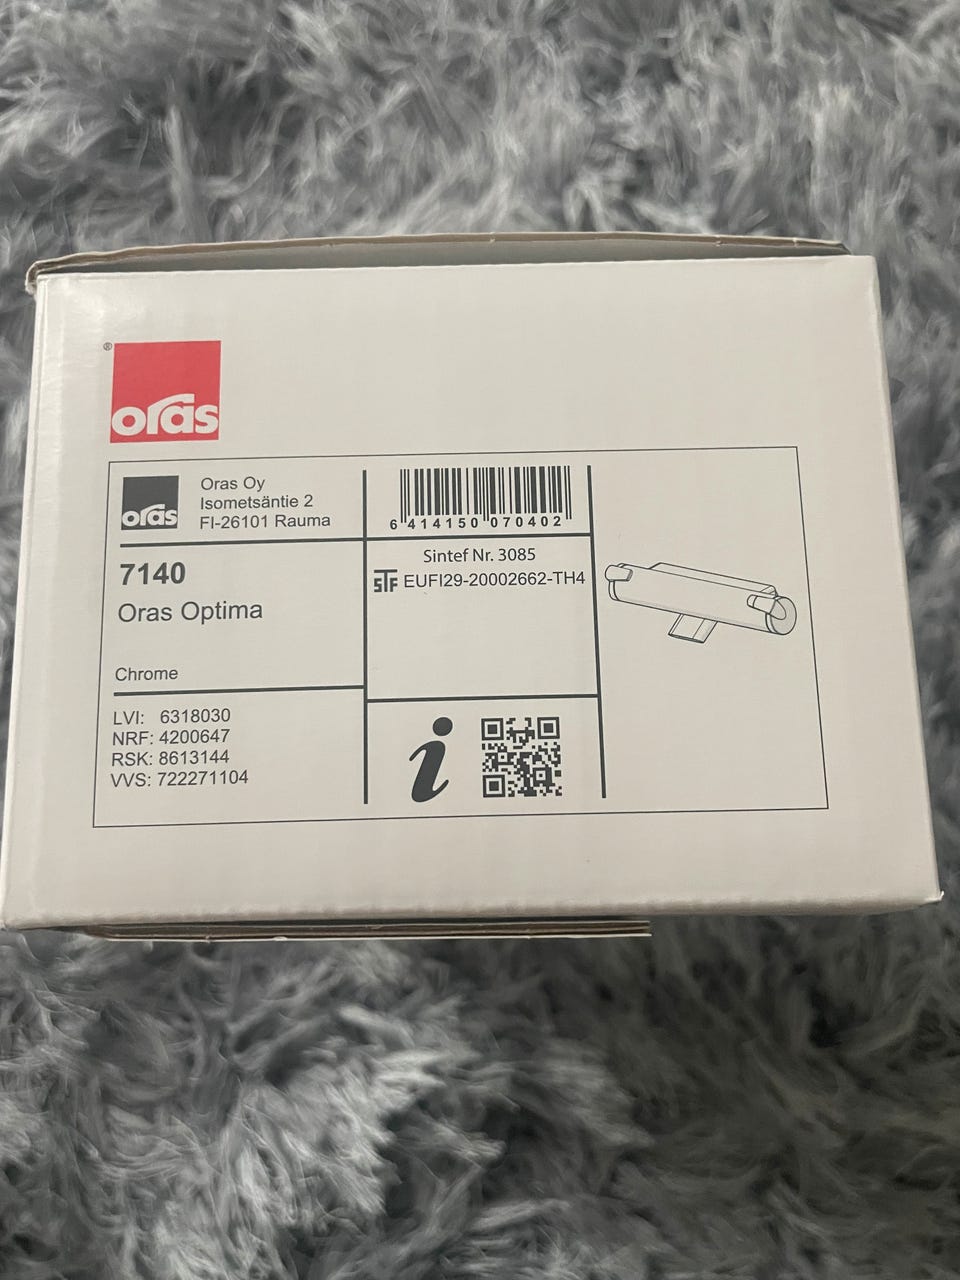 ®
oras
oras
Oras Oy
Isometsäntie 2
FI-26101 Rauma
7140
Oras Optima
Chrome
LVI: 6318030
NRF: 4200647
RSK: 8613144
VVS: 722271104
6 414150 070402
Sintef Nr. 3085
STF EUFI29-20002662-TH4
i